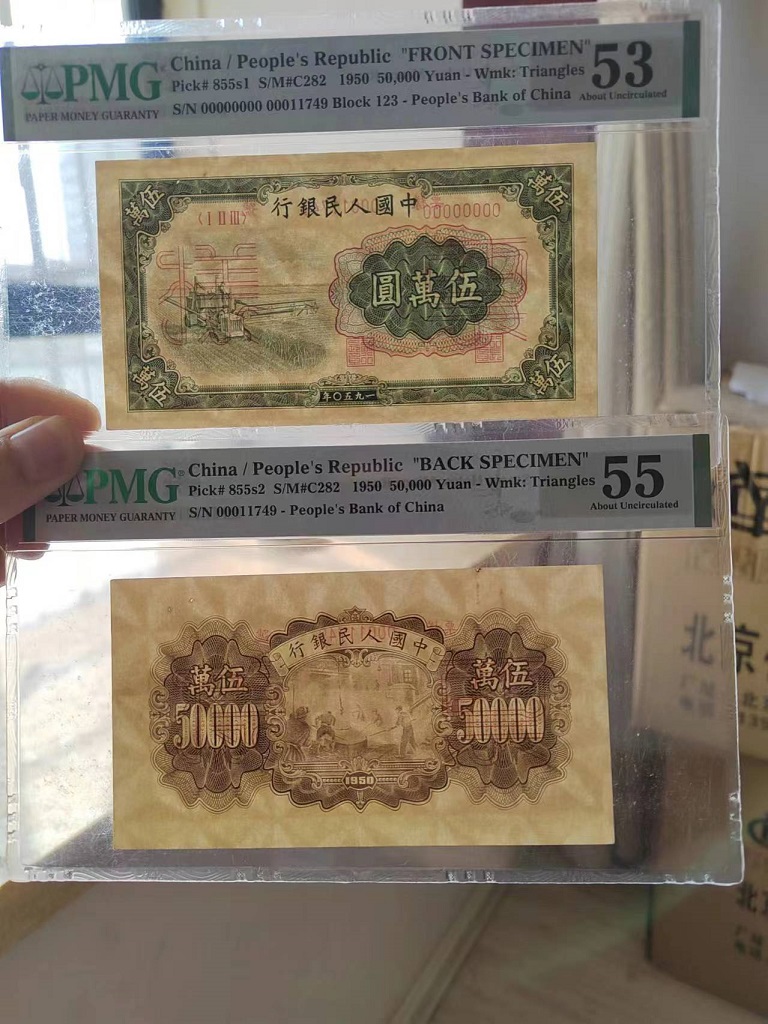 PMG
PAPER MONEY GUARANTY
China / People's Republic "FRONT SPECIMEN"
Pick# 855s1 S/M#C282 1950 50,000 Yuan - Wmk: Triangles
S/N 00000000 00011749 Block 123 - People's Bank of China
53
About Uncirculated
萬伍
行銀民人國中
萬伍
(I II III)
00000000
圓萬伍
萬伍
年〇五九一
萬伍
PMG
PAPER MONEY GUARANTY
China / People's Republic "BACK SPECIMEN"
Pick# 855s2 S/M#C282 1950 50,000 Yuan - Wmk: Triangles
S/N 00011749 - People's Bank of China
55
About Uncirculated
行銀民人國中
萬伍
50000
萬伍
50000
1950
北京
北